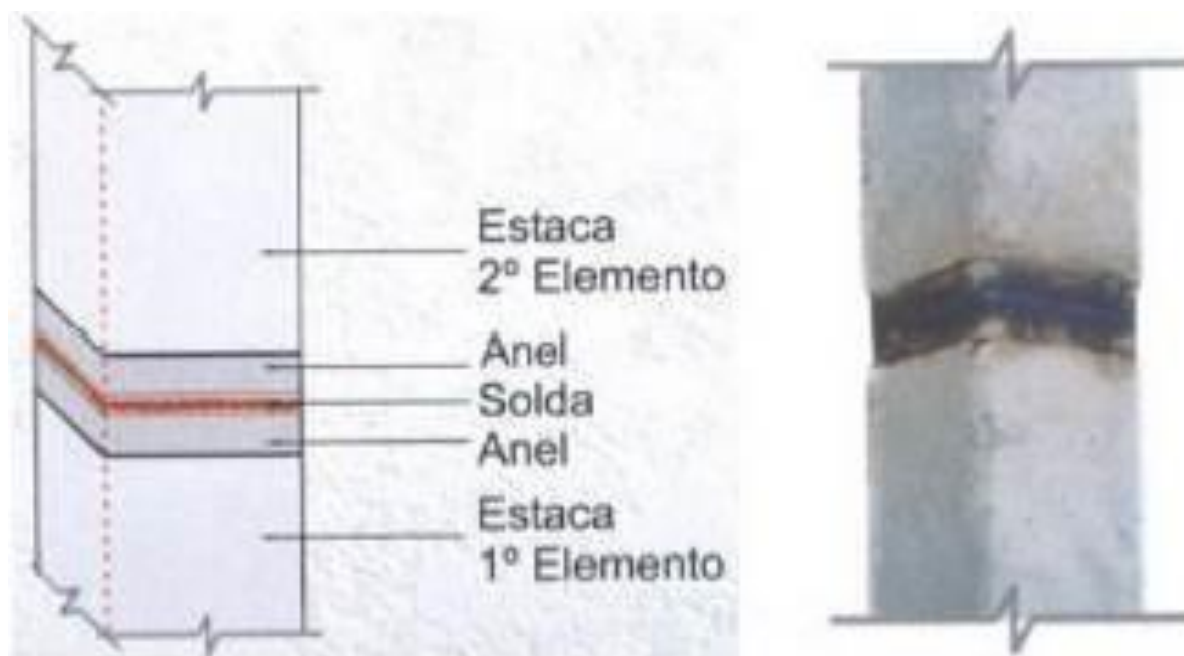 Estaca
2º Elemento
Anel
Solda
Anel
Estaca
1º Elemento